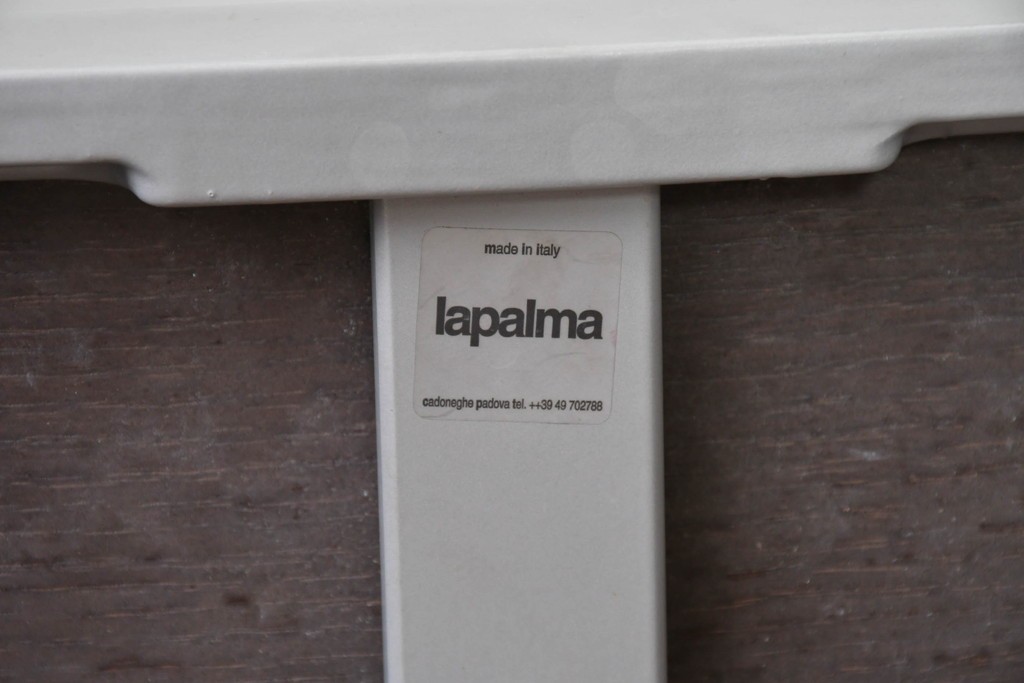 made in italy
lapalma
cadoneghe padova tel. ++39 49 702788